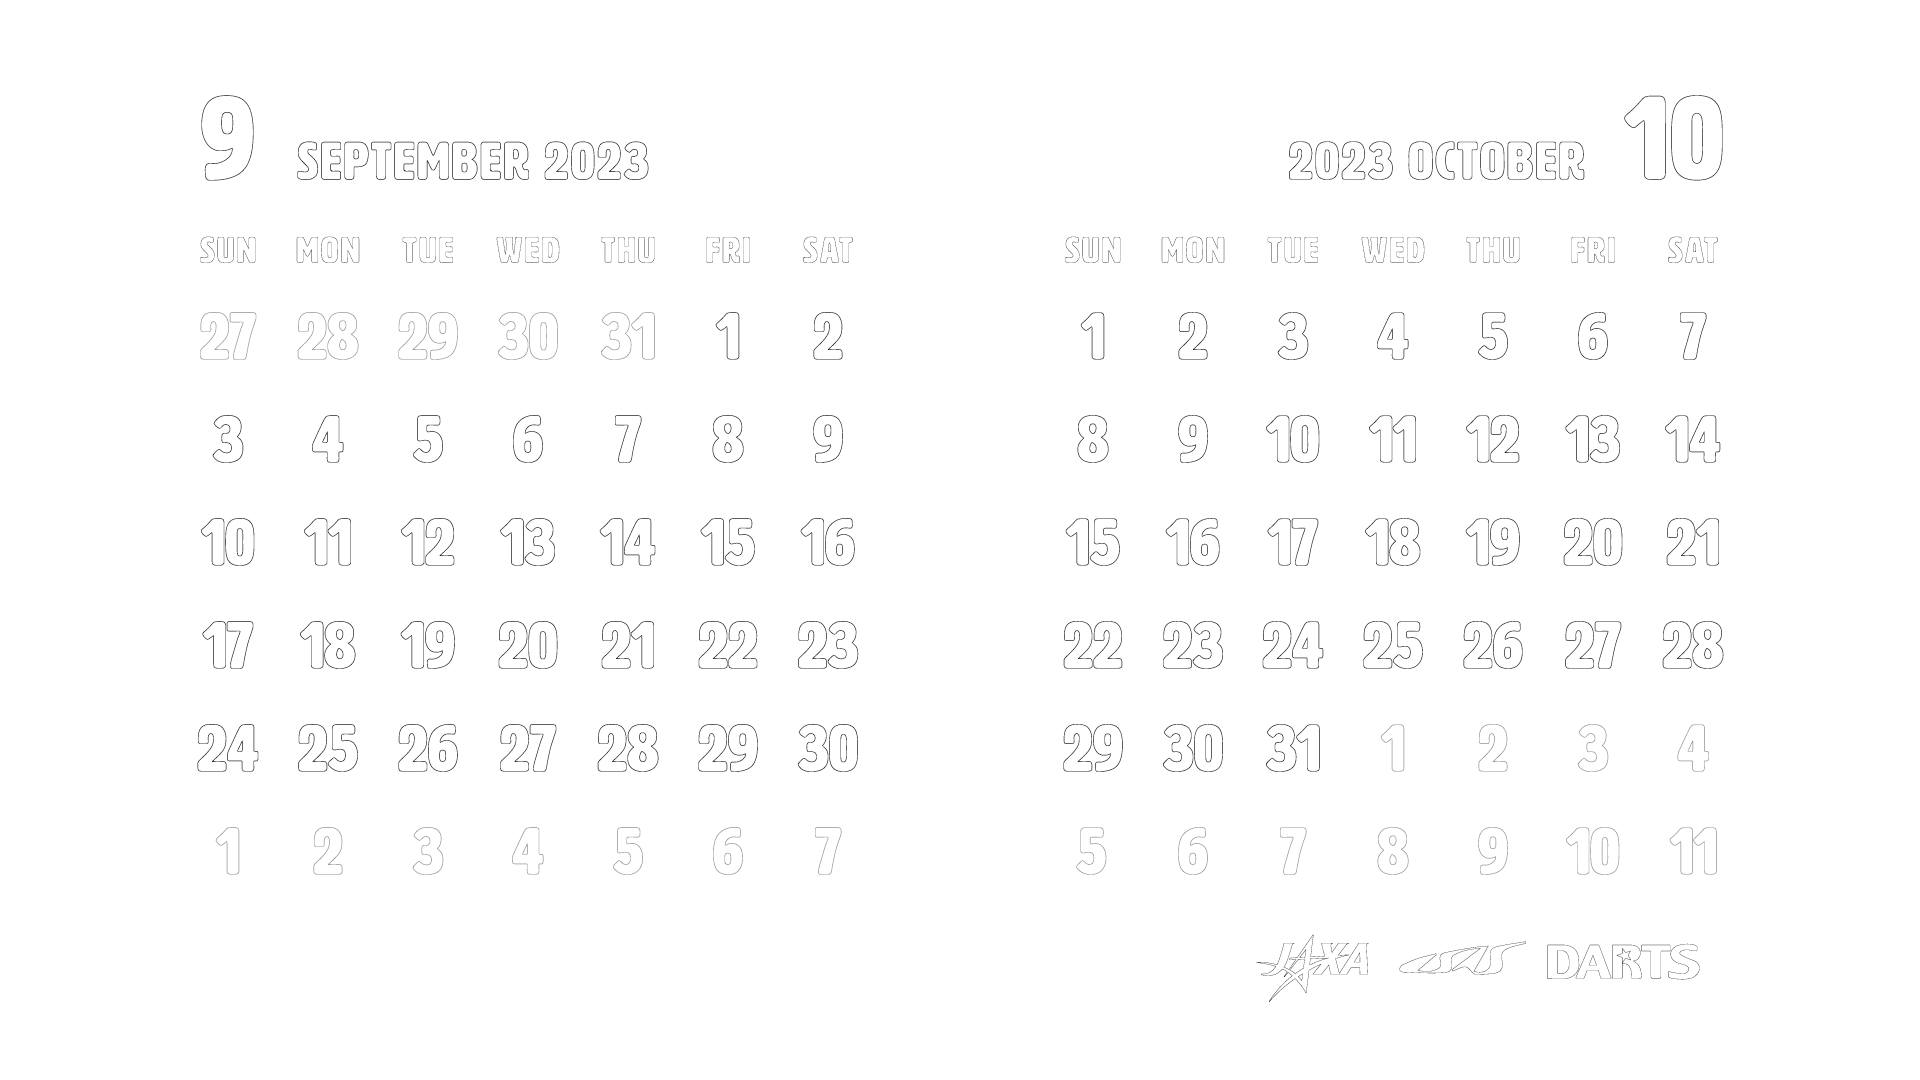 9 SEPTEMBER 2023
SUN MON TUE WED THU FRI SAT
27 28 29 30 31 1 2
3 4 5 6 7 8 9
10 11 12 13 14 15 16
17 18 19 20 21 22 23
24 25 26 27 28 29 30
1 2 3 4 5 6 7
2023 OCTOBER 10
SUN MON TUE WED THU FRI SAT
1 2 3 4 5 6 7
8 9 10 11 12 13 14
15 16 17 18 19 20 21
22 23 24 25 26 27 28
29 30 31 1 2 3 4
5 6 7 8 9 10 11
JAXA ISAS DARTS